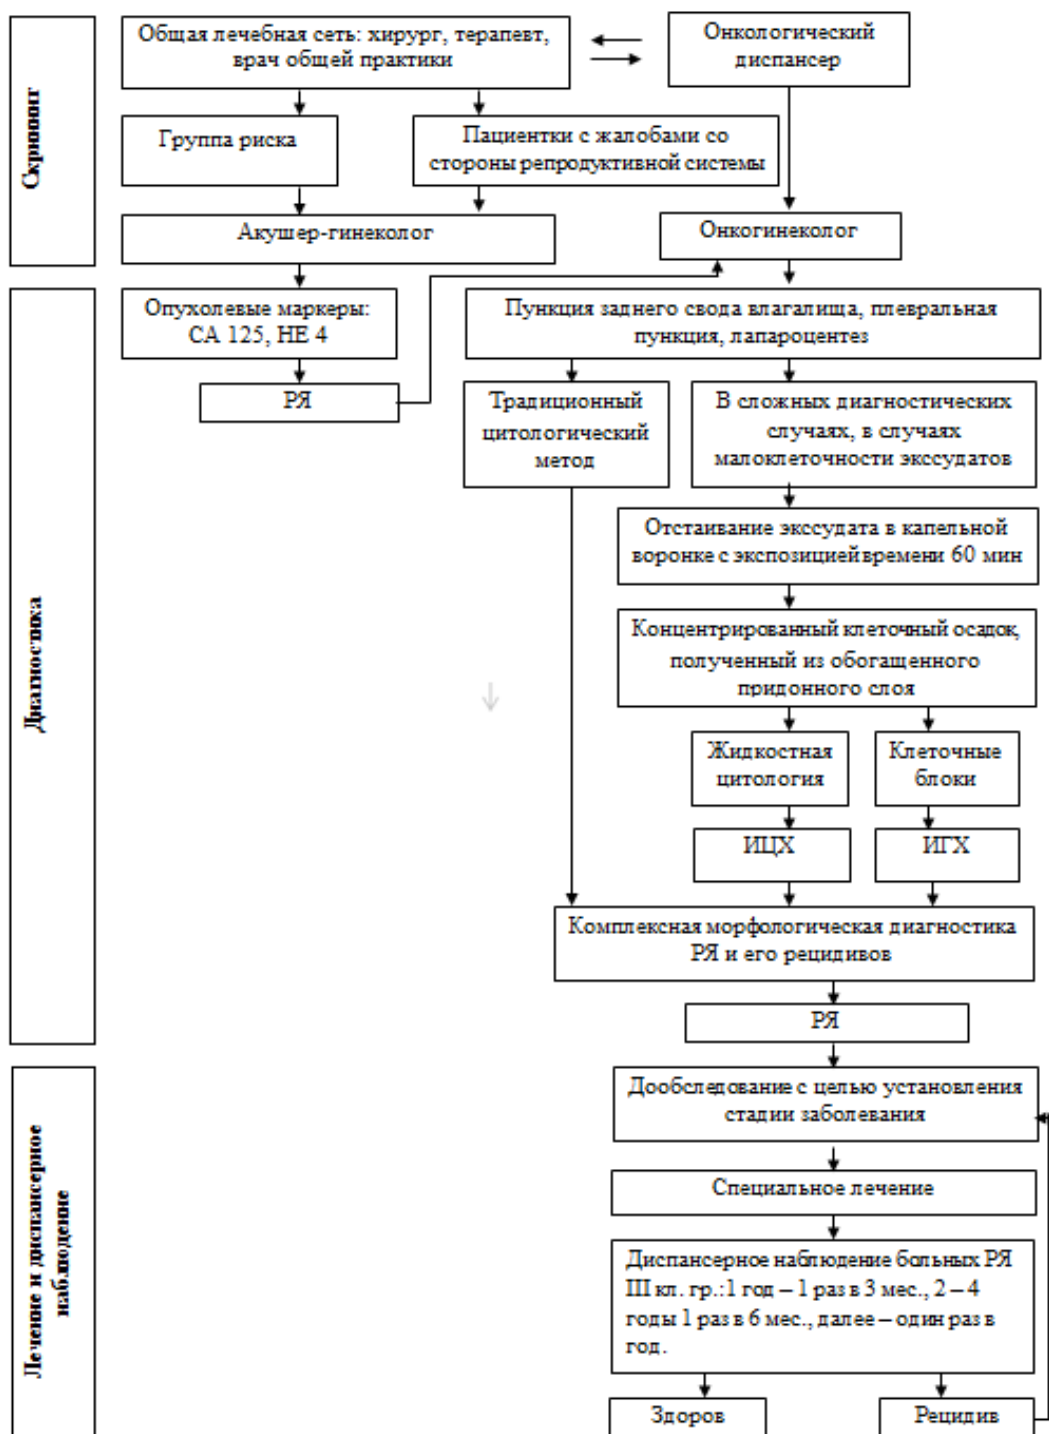 Скрининг
Общая лечебная сеть: хирург, терапевт,
врач общей практики
Онкологический
диспансер
Группа риска
Пациентки с жалобами со
стороны репродуктивной системы
Акушер-гинеколог
Онкогинеколог
Диагностика
Опухолевые маркеры:
СА 125, НЕ 4
РЯ
Пункция заднего свода влагалища, плевральная
пункция, лапароцентез
Традиционный
цитологический
метод
В сложных диагностических
случаях, в случаях
малоклеточности экссудатов
Отстаивание экссудата в капельной
воронке с экспозицией времени 60 мин
Концентрированный клеточный осадок,
полученный из обогащенного
придонного слоя
Жидкостная
цитология
Клеточные
блоки
ИЦХ
ИГХ
Комплексная морфологическая диагностика
РЯ и его рецидивов
РЯ
Лечение и диспансерное
наблюдение
Дообследование с целью установления
стадии заболевания
Специальное лечение
Диспансерное наблюдение больных РЯ
III кл. гр.:1 год – 1 раз в 3 мес., 2 – 4
годы 1 раз в 6 мес., далее – один раз в
год.
Здоров
Рецидив